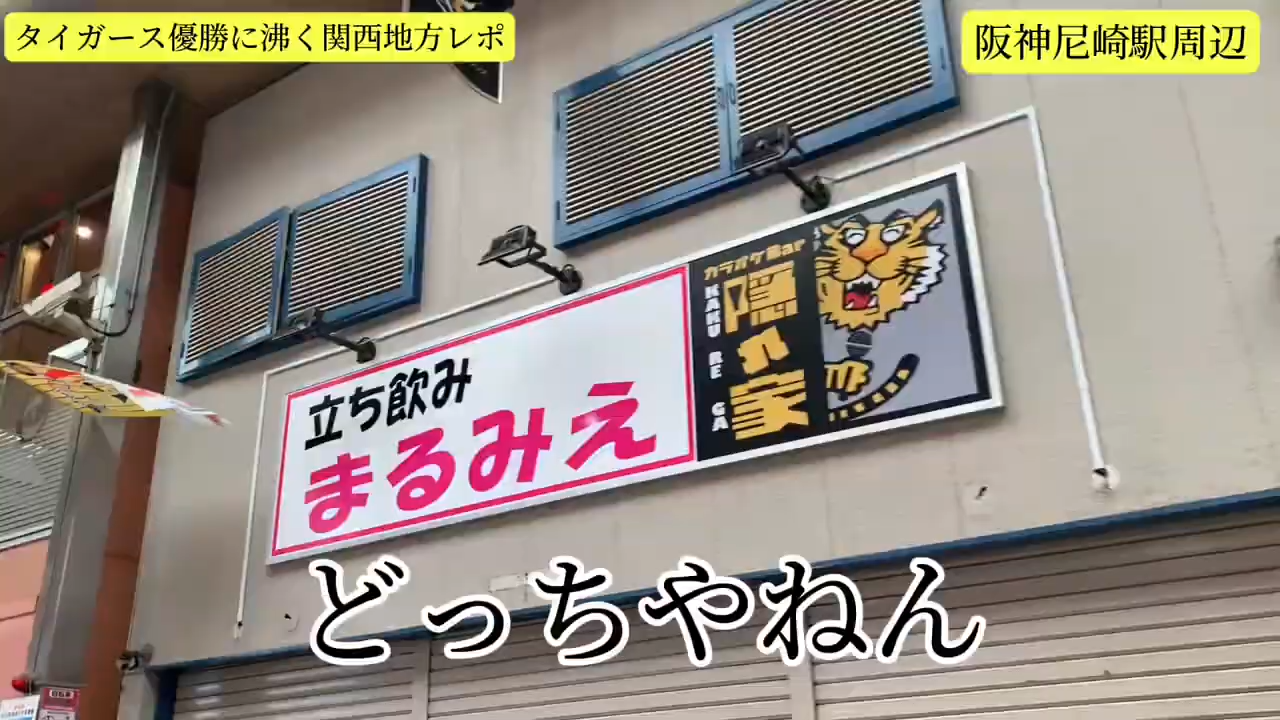 タイガース優勝に沸く関西地方レポ
阪神尼崎駅周辺
立ち飲み
まるみえ
カラオケBar
隠れ家
KAKU RE GA
どっちやねん